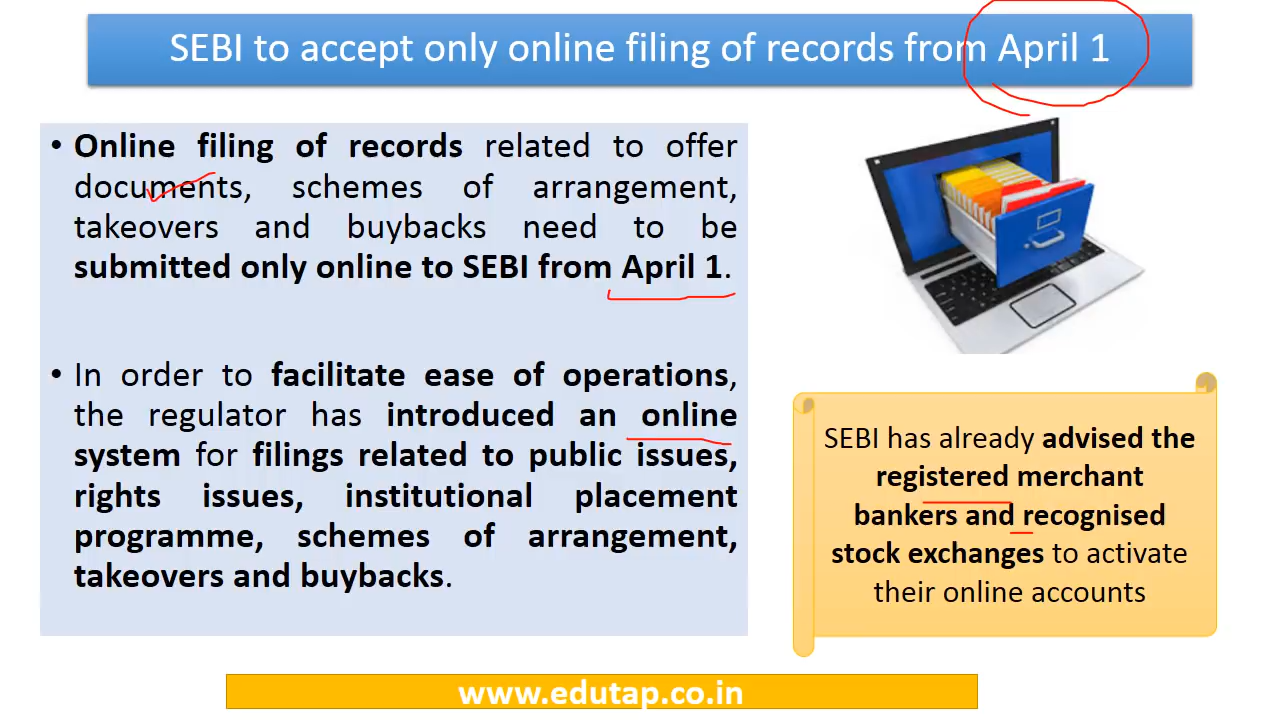 SEBI to accept only online filing of records from April 1
• Online filing of records related to offer
documents, schemes of arrangement,
takeovers and buybacks need to be
submitted only online to SEBI from April 1.
• In order to facilitate ease of operations,
the regulator has introduced an online
system for filings related to public issues,
rights issues, institutional placement
programme, schemes of arrangement,
takeovers and buybacks.
SEBI has already advised the
registered merchant
bankers and recognised
stock exchanges to activate
their online accounts
www.edutap.co.in